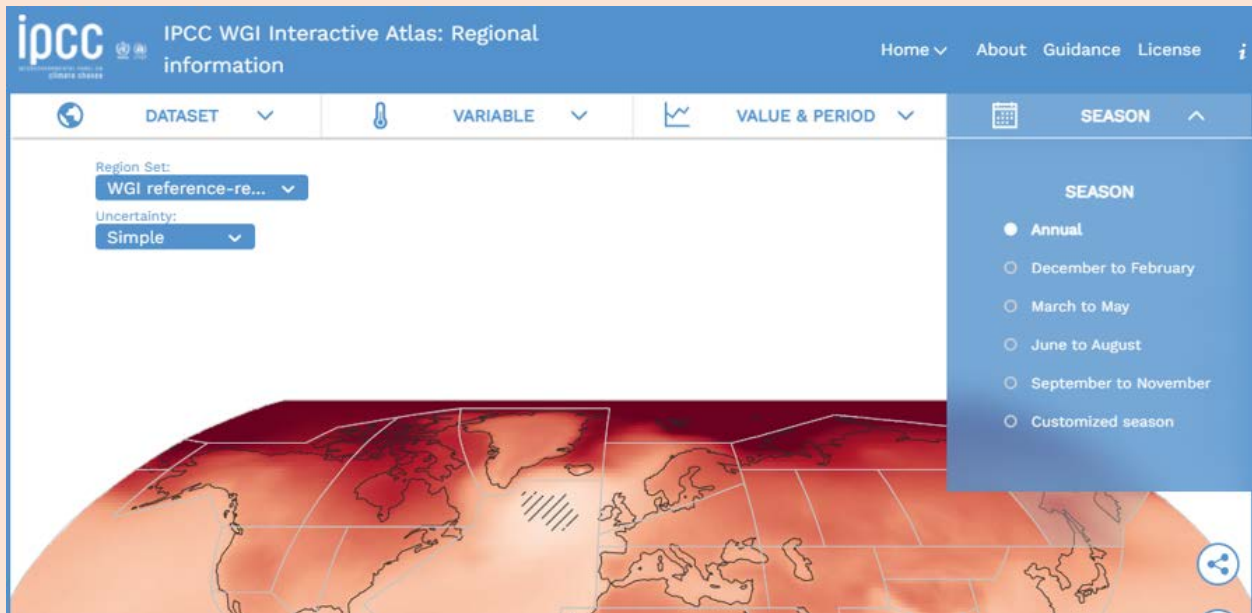 ipcc
climate change
IPCC WGI Interactive Atlas: Regional
information
Home About Guidance License i
DATASET VARIABLE VALUE & PERIOD SEASON
Region Set:
WGI reference-re...
Uncertainty:
Simple
SEASON
Annual
December to February
March to May
June to August
September to November
Customized season